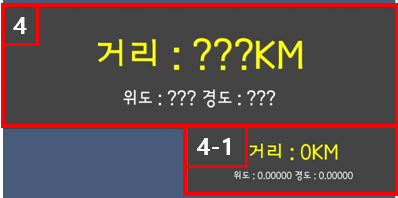 4
거리 : ???KM
위도 : ??? 경도 : ???
4-1
거리 : 0KM
위도 : 0.00000 경도 : 0.00000